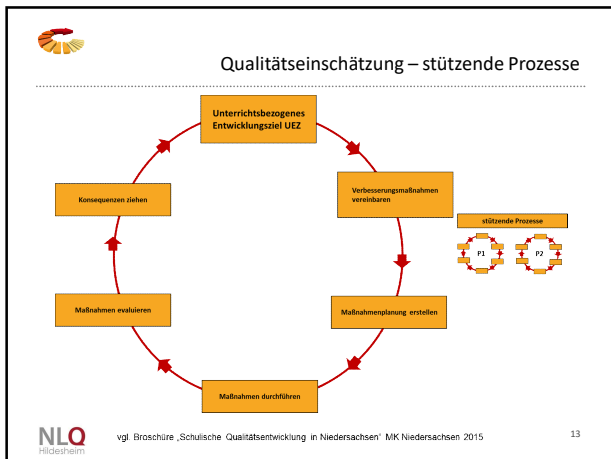 Qualitätseinschätzung – stützende Prozesse
Unterrichtsbezogenes
Entwicklungsziel UEZ
Verbesserungsmaßnahmen
vereinbaren
Maßnahmenplanung erstellen
Maßnahmen durchführen
Maßnahmen evaluieren
Konsequenzen ziehen
stützende Prozesse
P1
P2
NLQ
Hildesheim
vgl. Broschüre „Schulische Qualitätsentwicklung in Niedersachsen“ MK Niedersachsen 2015
13